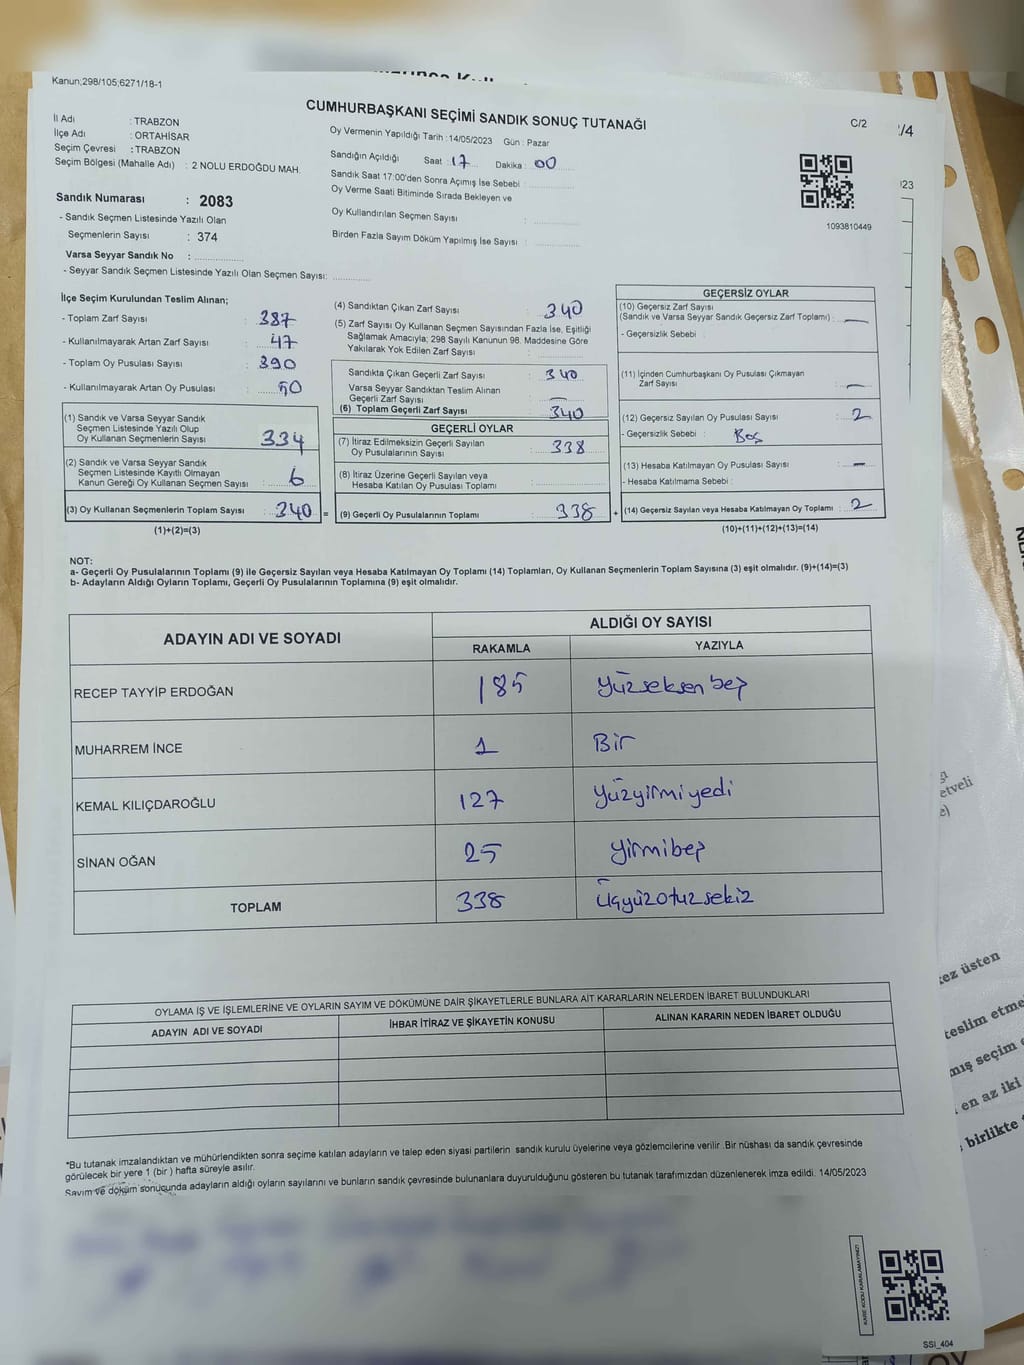 Kanun;298/105;6271/18-1
CUMHURBAŞKANI SEÇİMİ SANDIK SONUÇ TUTANAĞI
C/2
/4
İl Adı : TRABZON
İlçe Adı : ORTAHİSAR
Seçim Çevresi : TRABZON
Seçim Bölgesi (Mahalle Adı) : 2 NOLU ERDOĞDU MAH.
Sandık Numarası : 2083
- Sandık Seçmen Listesinde Yazılı Olan
Seçmenlerin Sayısı : 374
Varsa Seyyar Sandık No :
- Seyyar Sandık Seçmen Listesinde Yazılı Olan Seçmen Sayısı:
Oy Vermenin Yapıldığı Tarih : 14/05/2023 Gün : Pazar
Sandığın Açıldığı Saat : 17 Dakika : 00
Sandık Saat 17:00'den Sonra Açımış İse Sebebi :
Oy Verme Saati Bitiminde Sırada Bekleyen ve
Oy Kullandırılan Seçmen Sayısı :
Birden Fazla Sayım Döküm Yapılmış İse Sayısı :
1093810449
023
İlçe Seçim Kurulundan Teslim Alınan;
- Toplam Zarf Sayısı : 387
- Kullanılmayarak Artan Zarf Sayısı : 47
- Toplam Oy Pusulası Sayısı : 390
- Kullanılmayarak Artan Oy Pusulası : 50
(1) Sandık ve Varsa Seyyar Sandık
Seçmen Listesinde Yazılı Olup
Oy Kullanan Seçmenlerin Sayısı 334
(2) Sandık ve Varsa Seyyar Sandık
Seçmen Listesinde Kayıtlı Olmayan
Kanun Gereği Oy Kullanan Seçmen Sayısı : 6
(3) Oy Kullanan Seçmenlerin Toplam Sayısı 340 =
(1)+(2)=(3)
(4) Sandıktan Çıkan Zarf Sayısı : 340
(5) Zarf Sayısı Oy Kullanan Seçmen Sayısından Fazla İse, Eşitliği
Sağlamak Amacıyla; 298 Sayılı Kanunun 98. Maddesine Göre
Yakılarak Yok Edilen Zarf Sayısı :
Sandıkta Çıkan Geçerli Zarf Sayısı : 340
Varsa Seyyar Sandıktan Teslim Alınan
Geçerli Zarf Sayısı : —
(6) Toplam Geçerli Zarf Sayısı : 340
GEÇERLİ OYLAR
(7) İtiraz Edilmeksizin Geçerli Sayılan
Oy Pusulalarının Sayısı : 338
(8) İtiraz Üzerine Geçerli Sayılan veya
Hesaba Katılan Oy Pusulası Toplamı :
(9) Geçerli Oy Pusulalarının Toplamı : 338 +
GEÇERSİZ OYLAR
(10) Geçersiz Zarf Sayısı
(Sandık ve Varsa Seyyar Sandık Geçersiz Zarf Toplamı) : —
- Geçersizlik Sebebi :
(11) İçinden Cumhurbaşkanı Oy Pusulası Çıkmayan
Zarf Sayısı : —
(12) Geçersiz Sayılan Oy Pusulası Sayısı : 2
- Geçersizlik Sebebi : Boş
(13) Hesaba Katılmayan Oy Pusulası Sayısı : —
- Hesaba Katılmama Sebebi :
(14) Geçersiz Sayılan veya Hesaba Katılmayan Oy Toplamı : 2
(10)+(11)+(12)+(13)=(14)
NOT:
a- Geçerli Oy Pusulalarının Toplamı (9) ile Geçersiz Sayılan veya Hesaba Katılmayan Oy Toplamı (14) Toplamları, Oy Kullanan Seçmenlerin Toplam Sayısına (3) eşit olmalıdır. (9)+(14)=(3)
b- Adayların Aldığı Oyların Toplamı, Geçerli Oy Pusulalarının Toplamına (9) eşit olmalıdır.
ADAYIN ADI VE SOYADI
ALDIĞI OY SAYISI
RAKAMLA YAZIYLA
RECEP TAYYİP ERDOĞAN 185 Yüzseksen beş
MUHARREM İNCE 1 Bir
KEMAL KILIÇDAROĞLU 127 Yüzyirmiyedi
SİNAN OĞAN 25 Yirmibeş
TOPLAM 338 Üçyüzotuzsekiz
OYLAMA İŞ VE İŞLEMLERİNE VE OYLARIN SAYIM VE DÖKÜMÜNE DAİR ŞİKAYETLERLE BUNLARA AİT KARARLARIN NELERDEN İBARET BULUNDUKLARI
ADAYIN ADI VE SOYADI İHBAR İTİRAZ VE ŞİKAYETİN KONUSU ALINAN KARARIN NEDEN İBARET OLDUĞU
*Bu tutanak imzalandıktan ve mühürlendikten sonra seçime katılan adayların ve talep eden siyasi partilerin sandık kurulu üyelerine veya gözlemcilerine verilir .Bir nüshası da sandık çevresinde
görülecek bir yere 1 (bir ) hafta süreyle asılır.
Sayım ve döküm sonucunda adayların aldığı oyların sayılarını ve bunların sandık çevresinde bulunanlara duyurulduğunu gösteren bu tutanak tarafımızdan düzenlenerek imza edildi. 14/05/2023
KARE KODU KARALAMAYINIZ!
SSI_404
etveli
üsten
teslim etme
seçim
en az iki
birlikte